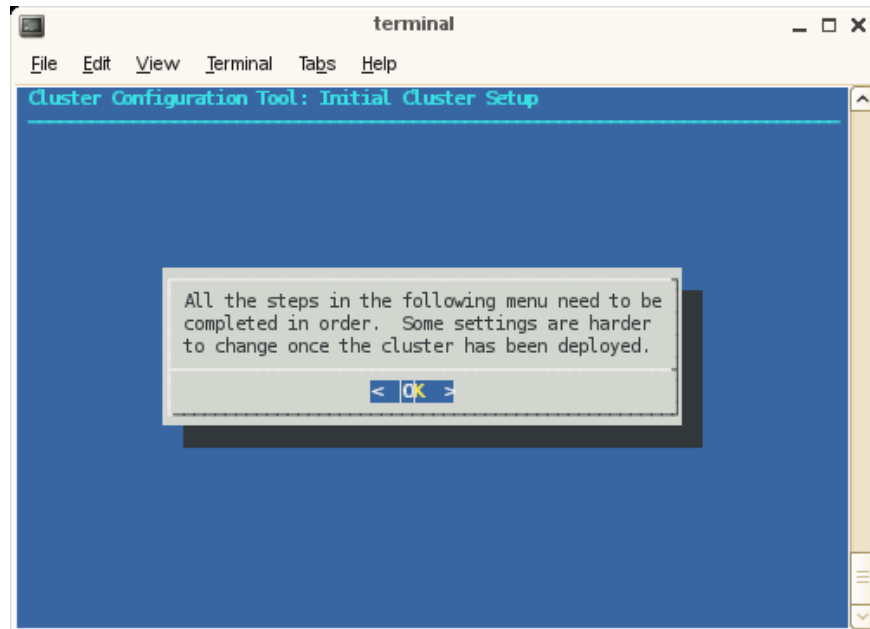 terminal
File Edit View Terminal Tabs Help
Cluster Configuration Tool: Initial Cluster Setup
All the steps in the following menu need to be
completed in order.  Some settings are harder
to change once the cluster has been deployed.
< OK >